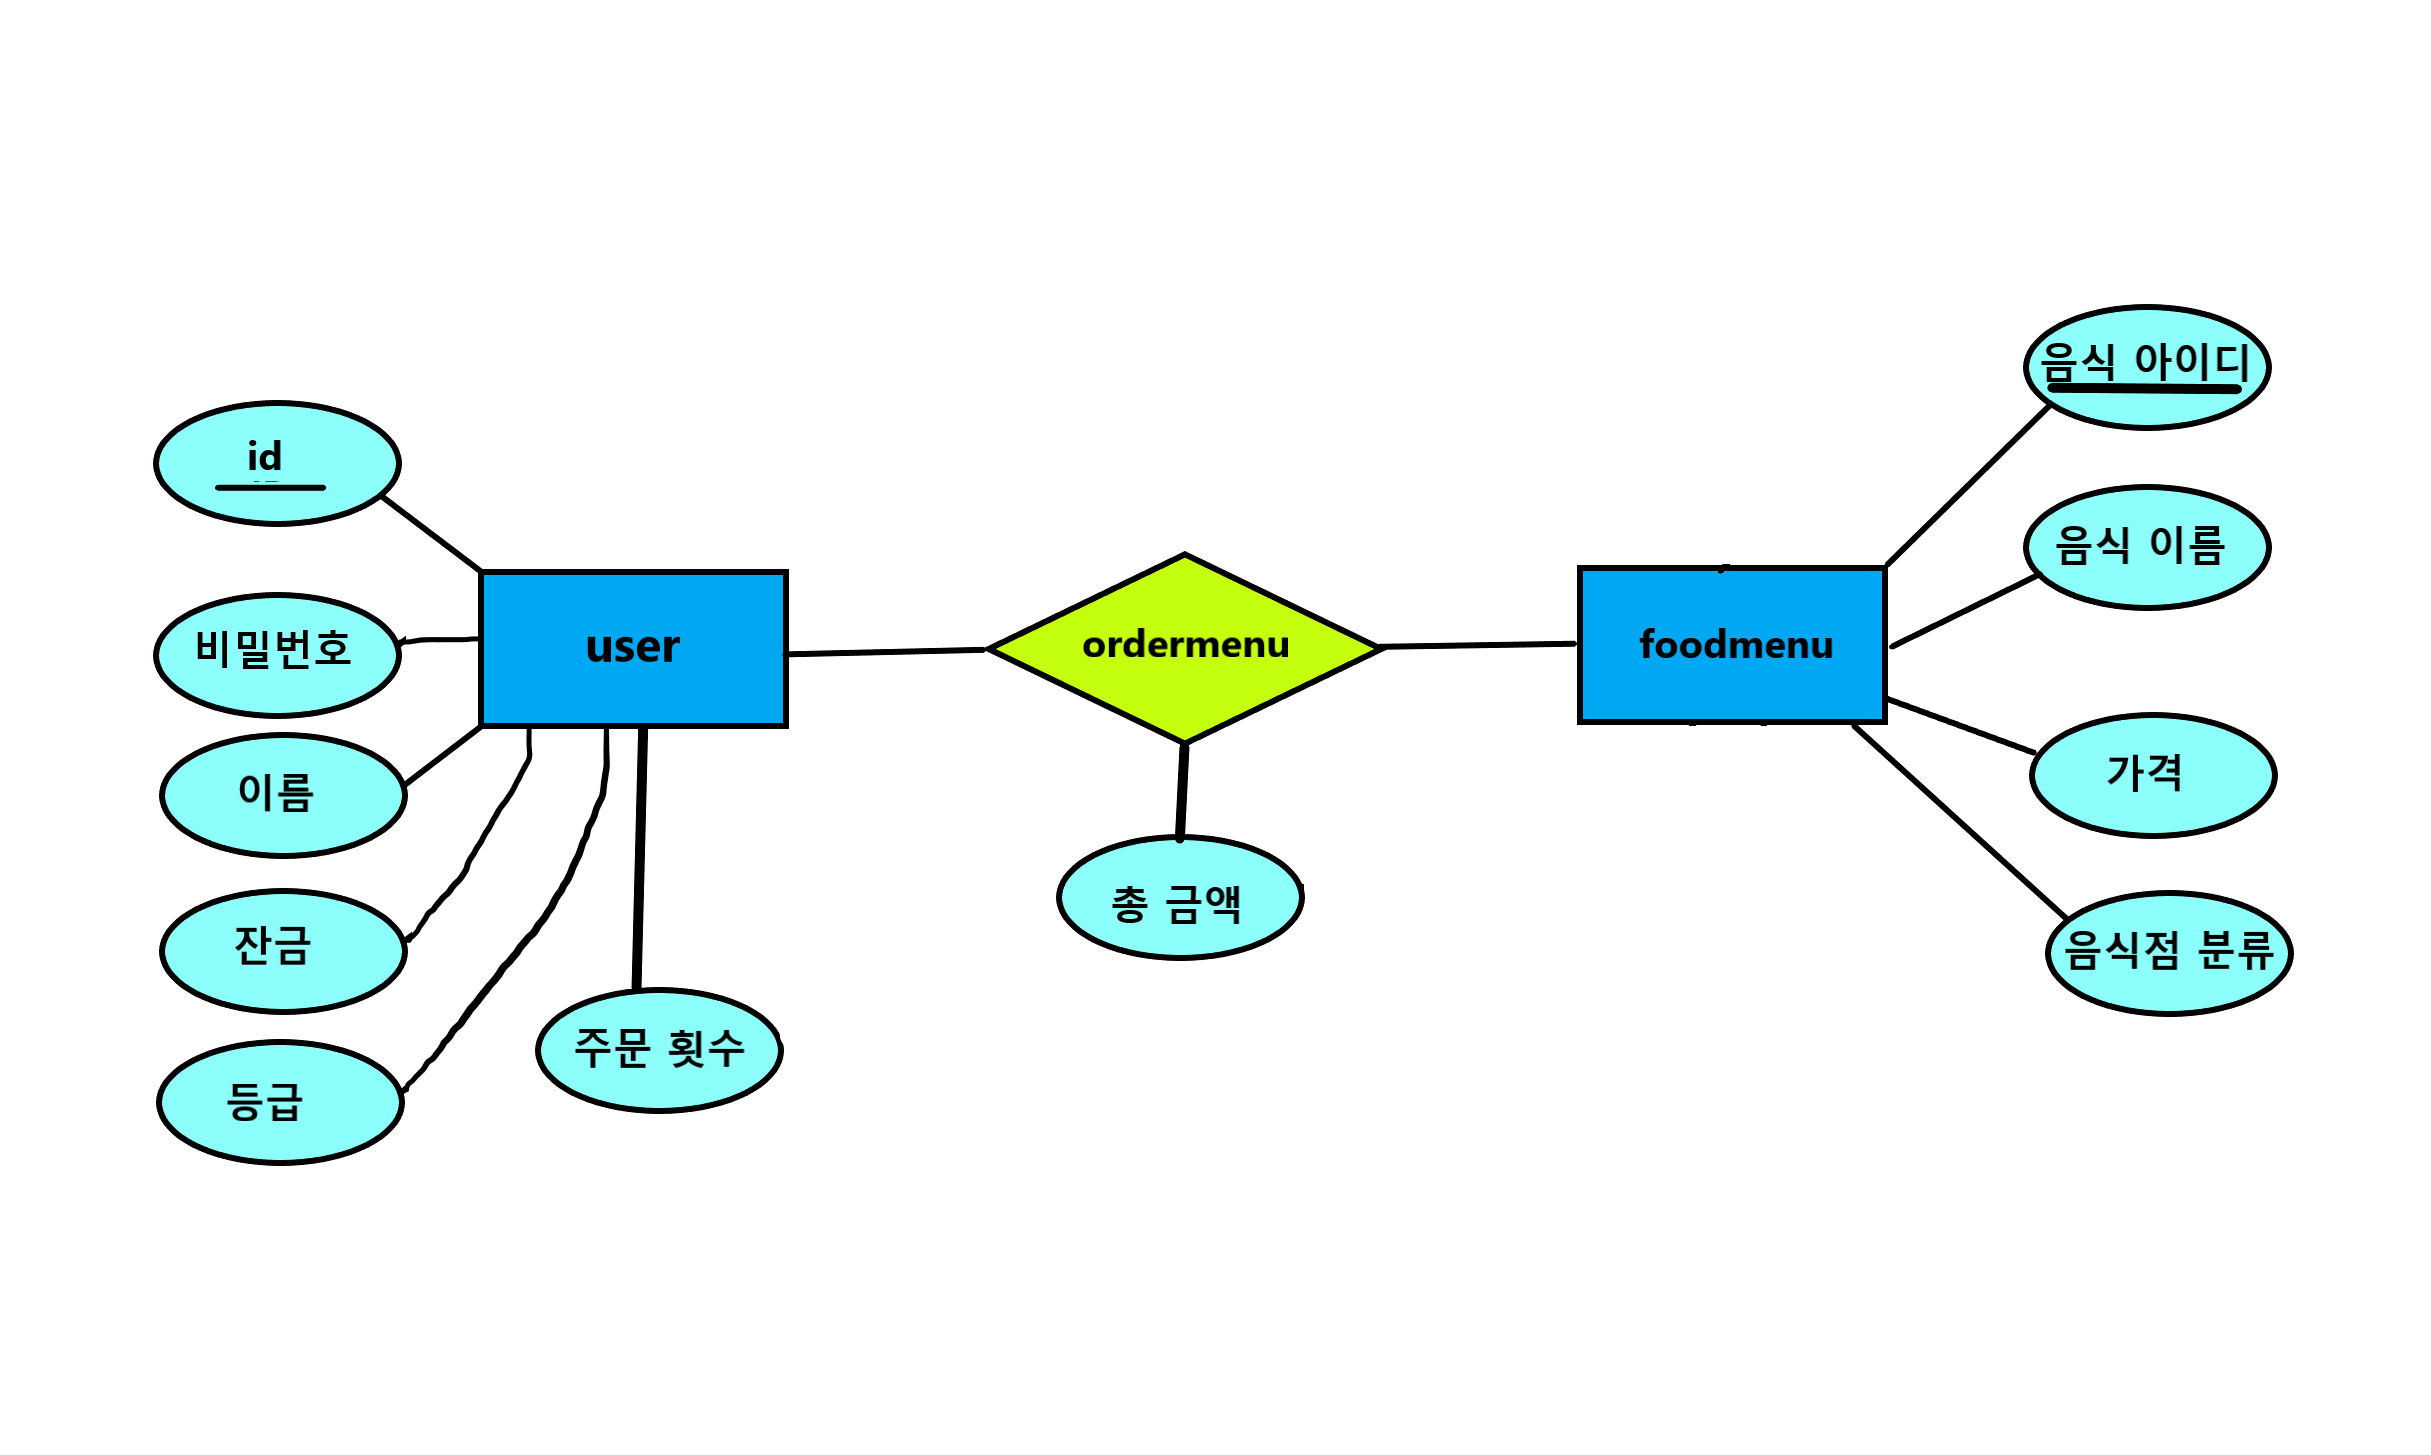 id
비밀번호
이름
잔금
등급
주문 횟수
user
ordermenu
총 금액
foodmenu
음식 아이디
음식 이름
가격
음식점 분류